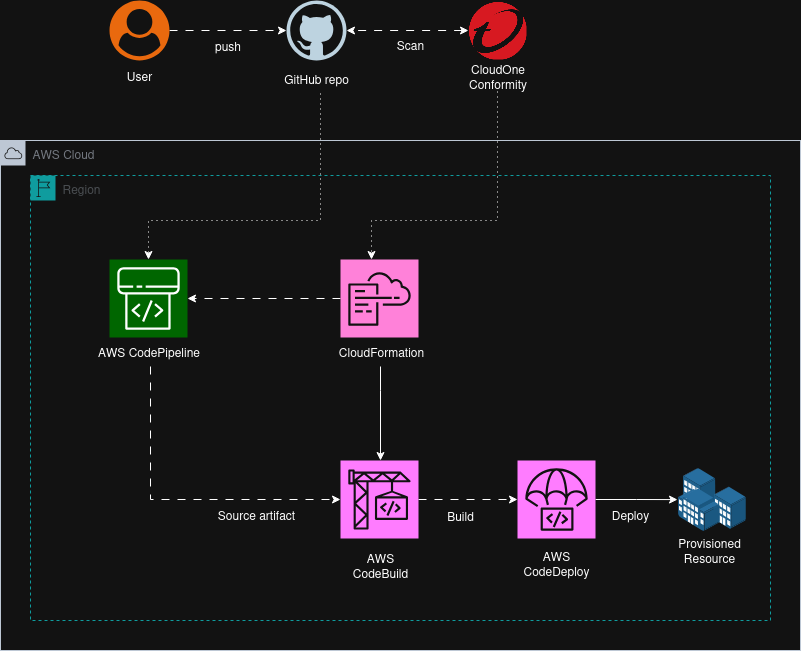 push
Scan
User
GitHub repo
CloudOne
Conformity
AWS Cloud
Region
AWS CodePipeline
CloudFormation
Source artifact
Build
Deploy
AWS
CodeBuild
AWS
CodeDeploy
Provisioned
Resource